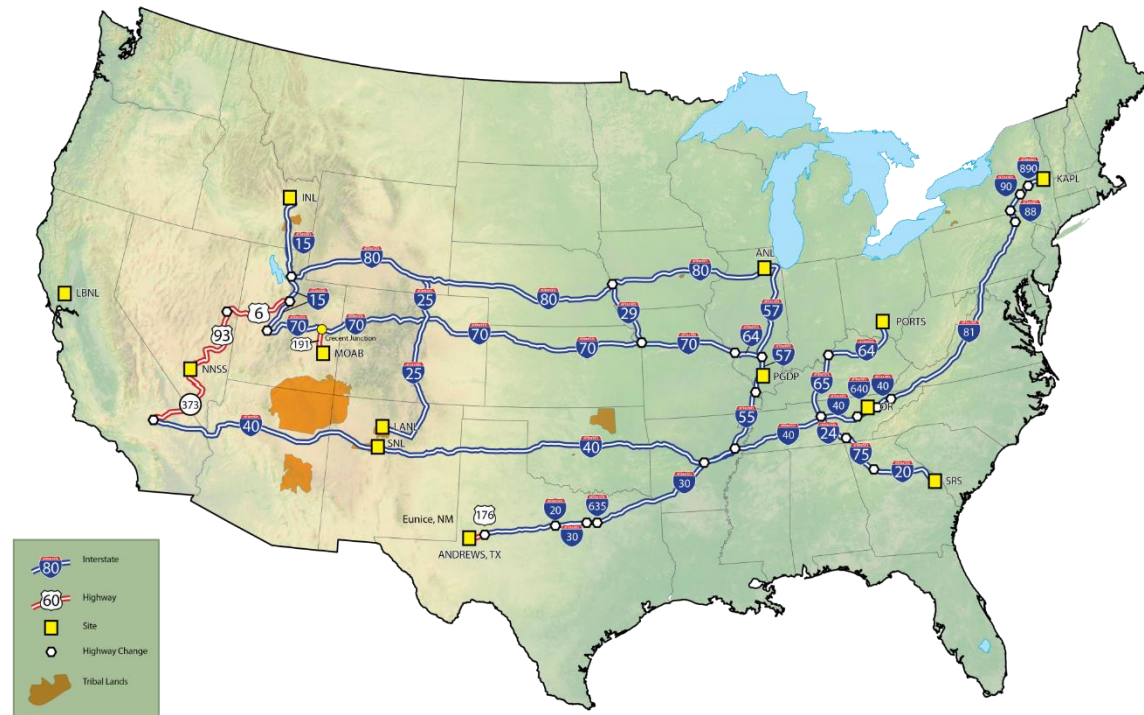 890
90
KAPL
88
INL
15
80
ANL
80
25
80
LBNL
15
6
29
57
93
70
70
64
PORTS
81
Crecent Junction
191
70
70
70
57
64
MOAB
NNSS
PGDP
65
640
40
25
373
55
40
OR
LANL
40
SNL
40
40
24
75
20
SRS
30
Eunice, NM
176
20
635
30
ANDREWS, TX
80
Interstate
60
Highway
Site
Highway Change
Tribal Lands